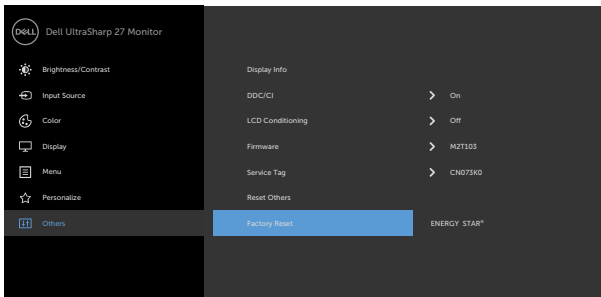 DELL Dell UltraSharp 27 Monitor
Brightness/Contrast Display Info
Input Source DDC/CI On
Color LCD Conditioning Off
Display Firmware M2T103
Menu Service Tag CN073K0
Personalize Reset Others
Others Factory Reset ENERGY STAR®